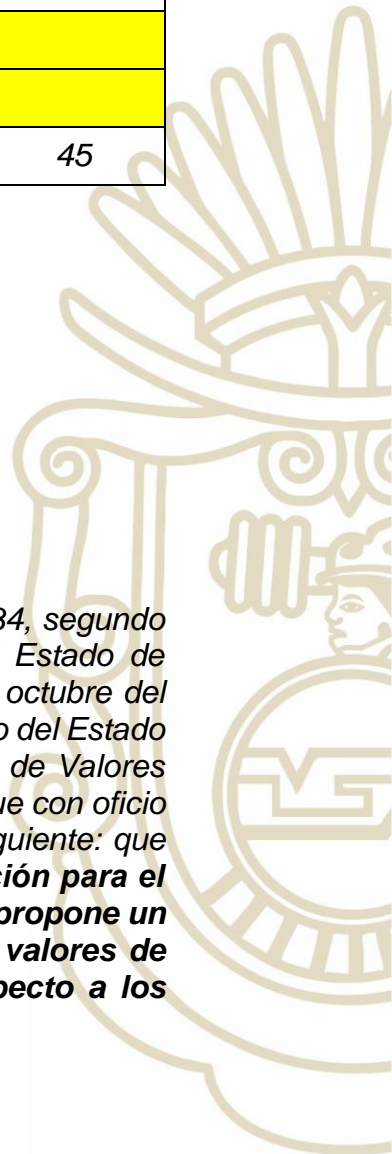 45
34, segundo
Estado de
octubre del
o del Estado
de Valores
ue con oficio
guiente: que
ción para el
propone un
valores de
pecto a los